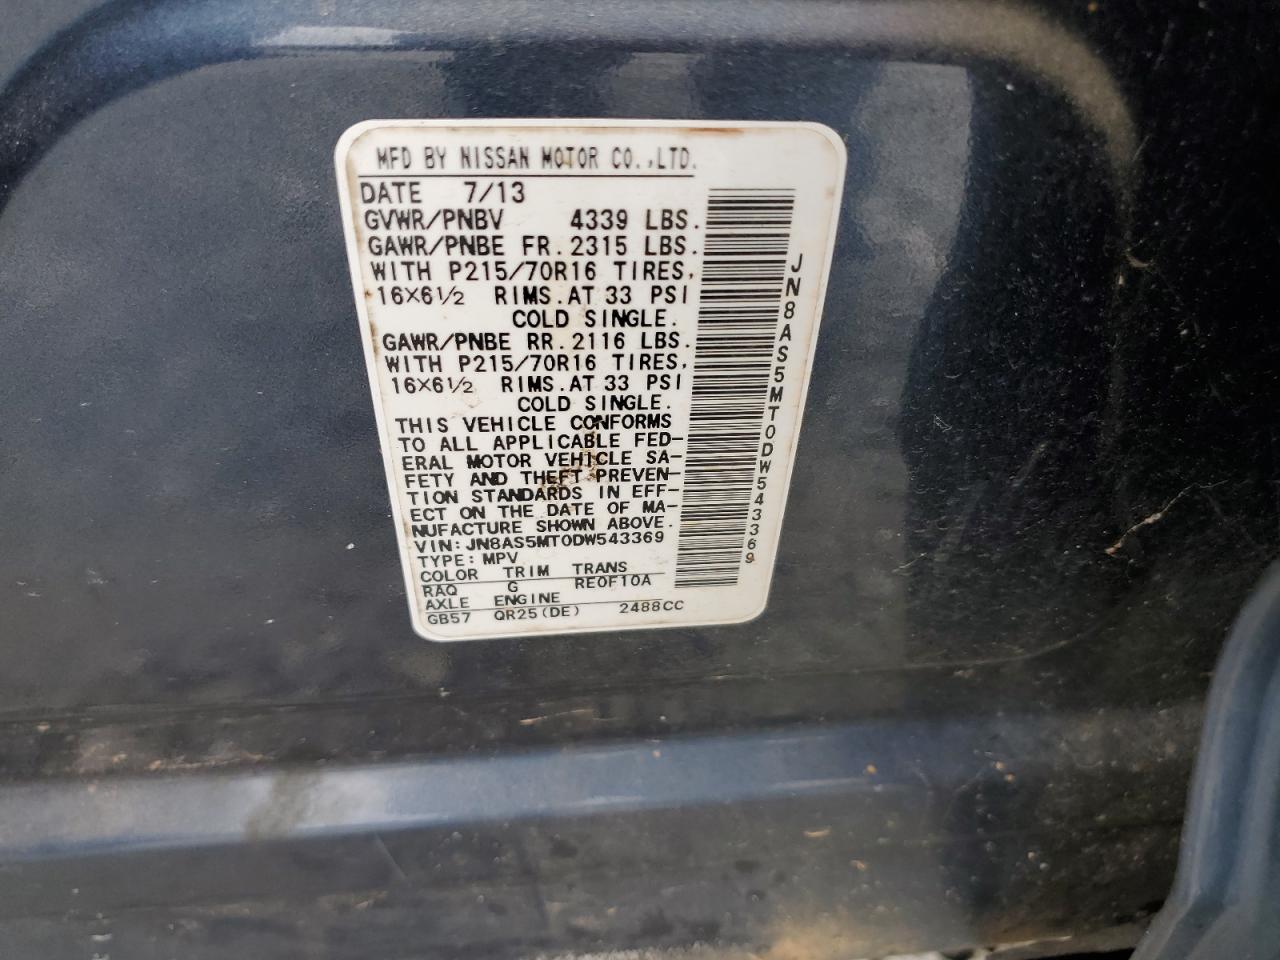 MFD BY NISSAN MOTOR CO.,LTD.
DATE 7/13
GVWR/PNBV 4339 LBS.
GAWR/PNBE FR. 2315 LBS.
WITH P215/70R16 TIRES,
16×6½ RIMS.AT 33 PSI
COLD SINGLE.
GAWR/PNBE RR. 2116 LBS.
WITH P215/70R16 TIRES,
16×6½ RIMS.AT 33 PSI
COLD SINGLE.
THIS VEHICLE CONFORMS
TO ALL APPLICABLE FED-
ERAL MOTOR VEHICLE SA-
FETY AND THEFT PREVEN-
TION STANDARDS IN EFF-
ECT ON THE DATE OF MA-
NUFACTURE SHOWN ABOVE.
VIN:JN8AS5MT0DW543369
TYPE:MPV
COLOR TRIM TRANS
RAQ G RE0F10A
AXLE ENGINE
GB57 QR25(DE) 2488CC
JN8AS5MT0DW543369